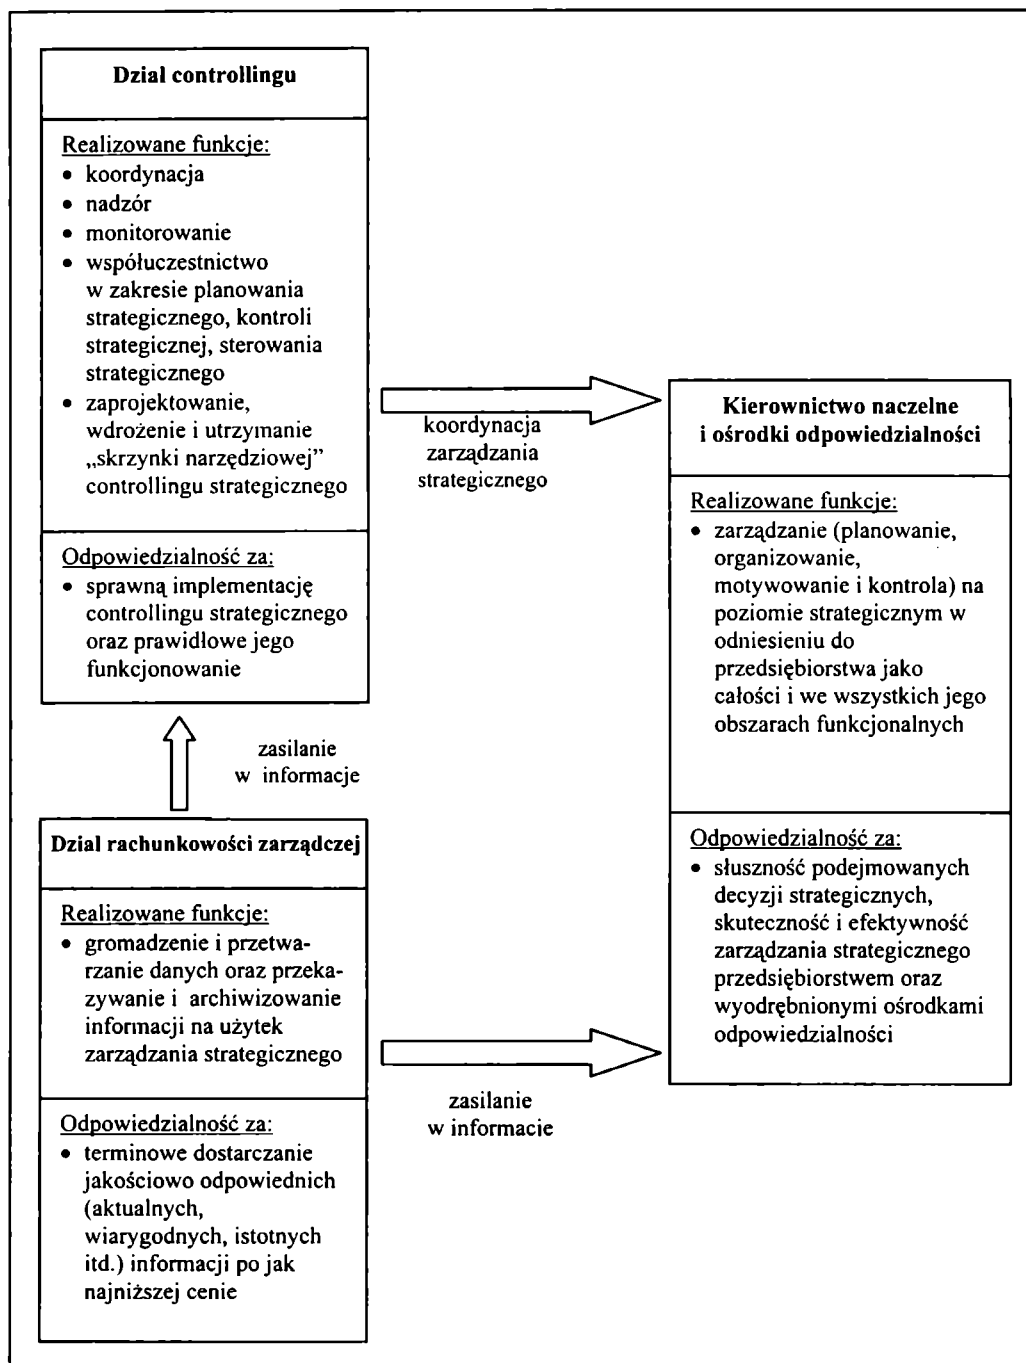 Dział controllingu
Realizowane funkcje:
• koordynacja
• nadzór
• monitorowanie
• współuczestnictwo
w zakresie planowania
strategicznego, kontroli
strategicznej, sterowania
strategicznego
• zaprojektowanie,
wdrożenie i utrzymanie
„skrzynki narzędziowej”
controllingu strategicznego
Odpowiedzialność za:
• sprawną implementację
controllingu strategicznego
oraz prawidłowe jego
funkcjonowanie
koordynacja
zarządzania
strategicznego
zasilanie
w informacje
Dział rachunkowości zarządczej
Realizowane funkcje:
• gromadzenie i przetwa-
rzanie danych oraz przeka-
zywanie i archiwizowanie
informacji na użytek
zarządzania strategicznego
Odpowiedzialność za:
• terminowe dostarczanie
jakościowo odpowiednich
(aktualnych,
wiarygodnych, istotnych
itd.) informacji po jak
najniższej cenie
zasilanie
w informacie
Kierownictwo naczelne
i ośrodki odpowiedzialności
Realizowane funkcje:
• zarządzanie (planowanie,
organizowanie,
motywowanie i kontrola) na
poziomie strategicznym w
odniesieniu do
przedsiębiorstwa jako
całości i we wszystkich jego
obszarach funkcjonalnych
Odpowiedzialność za:
• słuszność podejmowanych
decyzji strategicznych,
skuteczność i efektywność
zarządzania strategicznego
przedsiębiorstwem oraz
wyodrębnionymi ośrodkami
odpowiedzialności